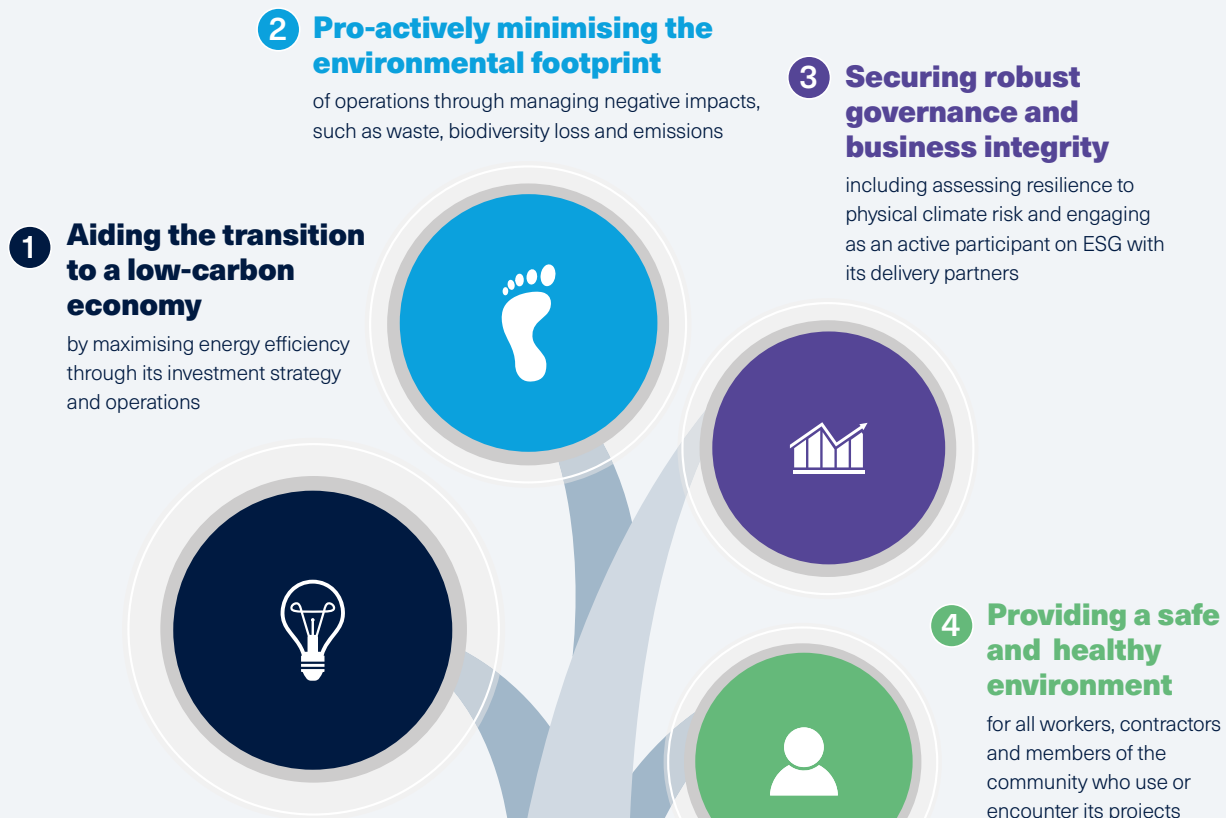 1
Aiding the transition
to a low-carbon
economy
by maximising energy efficiency
through its investment strategy
and operations
2
Pro-actively minimising the
environmental footprint
of operations through managing negative impacts,
such as waste, biodiversity loss and emissions
3
Securing robust
governance and
business integrity
including assessing resilience to
physical climate risk and engaging
as an active participant on ESG with
its delivery partners
4
Providing a safe
and healthy
environment
for all workers, contractors
and members of the
community who use or
encounter its projects